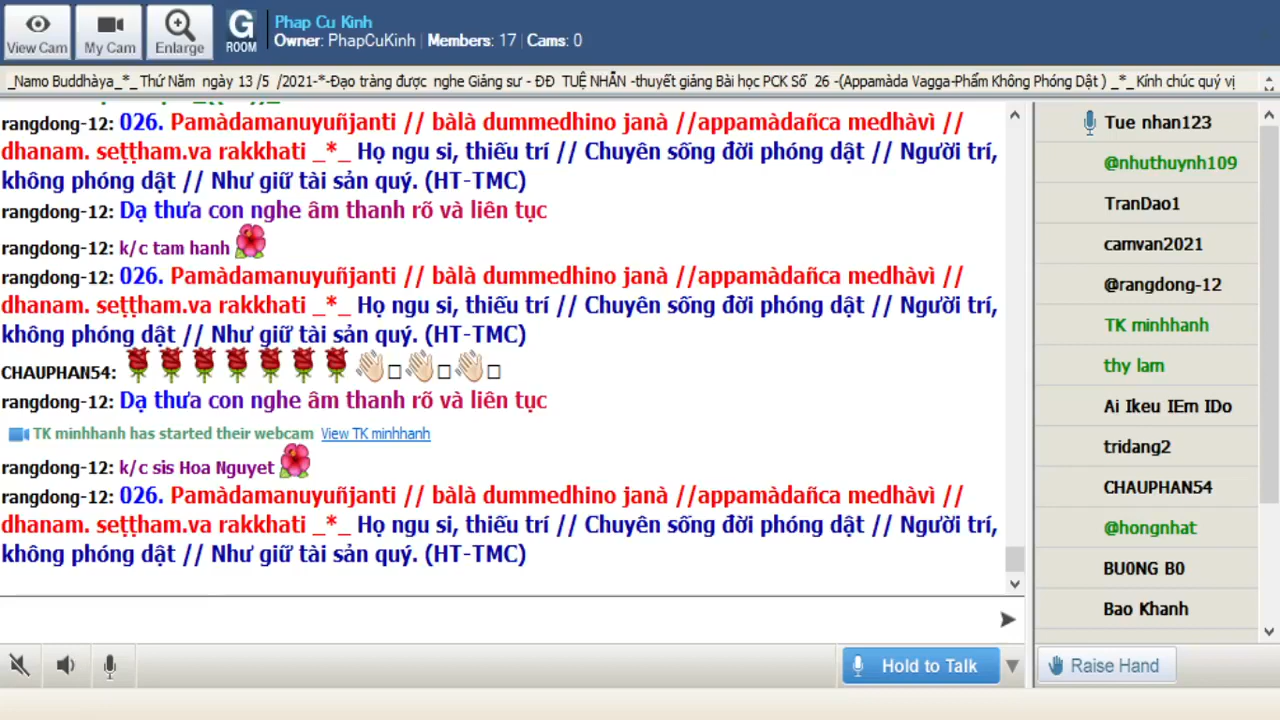 View Cam
My Cam
Enlarge
G
ROOM
Phap Cu Kinh
Owner: PhapCuKinh | Members: 17 | Cams: 0
_Namo Buddhàya_*_Thứ Năm ngày 13 /5 /2021-*-Đạo tràng được nghe Giảng sư - ĐĐ TUỆ NHẪN -thuyết giảng Bài học PCK Số 26 -(Appamàda Vagga-Phẩm Không Phóng Dật ) _*_Kính chúc quý vị
rangdong-12: 026. Pamàdamanuyuñjanti // bàlà dummedhino janà //appamàdañca medhàvì //
dhanam. seṭṭham.va rakkhati _*_ Họ ngu si, thiếu trí // Chuyên sống đời phóng dật // Người trí,
không phóng dật // Như giữ tài sản quý. (HT-TMC)
rangdong-12: Dạ thưa con nghe âm thanh rõ và liên tục
rangdong-12: k/c tam hanh
rangdong-12: 026. Pamàdamanuyuñjanti // bàlà dummedhino janà //appamàdañca medhàvì //
dhanam. seṭṭham.va rakkhati _*_ Họ ngu si, thiếu trí // Chuyên sống đời phóng dật // Người trí,
không phóng dật // Như giữ tài sản quý. (HT-TMC)
CHAUPHAN54:
rangdong-12: Dạ thưa con nghe âm thanh rõ và liên tục
TK minhhanh has started their webcam View TK minhhanh
rangdong-12: k/c sis Hoa Nguyet
rangdong-12: 026. Pamàdamanuyuñjanti // bàlà dummedhino janà //appamàdañca medhàvì //
dhanam. seṭṭham.va rakkhati _*_ Họ ngu si, thiếu trí // Chuyên sống đời phóng dật // Người trí,
không phóng dật // Như giữ tài sản quý. (HT-TMC)
Tue nhan123
@nhuthuynh109
TranDao1
camvan2021
@rangdong-12
TK minhhanh
thy lam
Ai Ikeu IEm IDo
tridang2
CHAUPHAN54
@hongnhat
BU0NG B0
Bao Khanh
Hold to Talk
Raise Hand